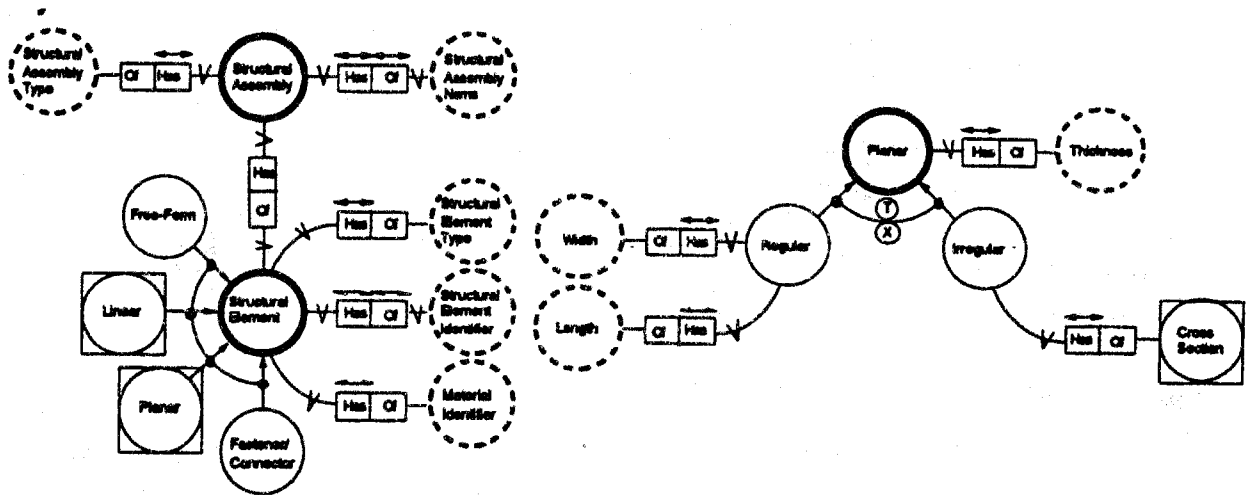 Structural
Assembly
Type
Of Has
Structural
Assembly
Has Of
Structural
Assembly
Name
Has
Of
Free-Form
Linear
Planar
Fastener/
Connector
Structural
Element
Has Of
Structural
Element
Type
Has Of
Structural
Element
Identifier
Has Of
Material
Identifier
Planar
Has Of
Thickness
T
X
Width
Of Has
Regular
Length
Of Has
Irregular
Has Of
Cross
Section